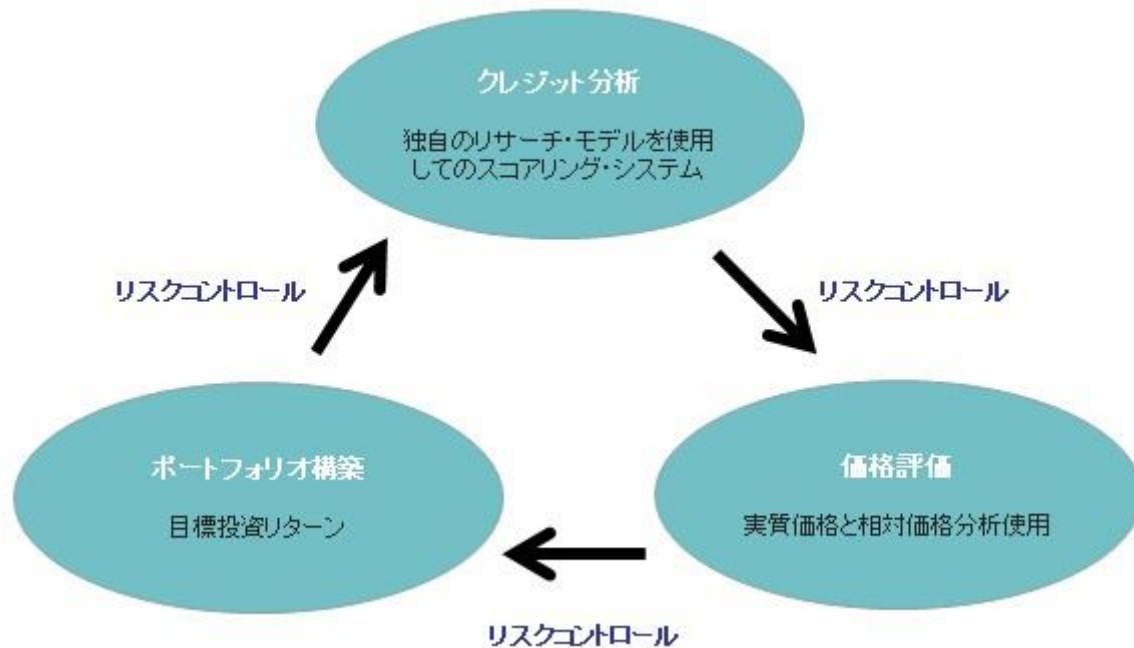 クレジット分析
独自のリサーチ・モデルを使用
してのスコアリング・システム
リスクコントロール
リスクコントロール
ポートフォリオ構築
目標投資リターン
価格評価
実質価格と相対価格分析使用
リスクコントロール